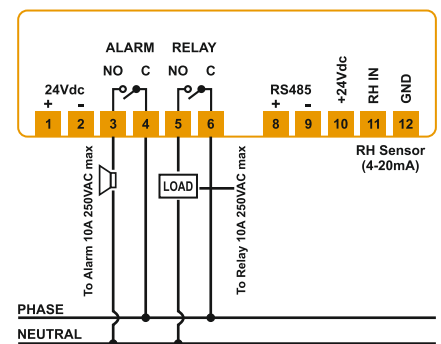 ALARM RELAY
NO C NO C
24Vdc
+ -
RS485
+ -
+24Vdc
RH IN
GND
1 2 3 4 5 6 8 9 10 11 12
RH Sensor
(4-20mA)
To Alarm 10A 250VAC max
LOAD
To Relay 10A 250VAC max
PHASE
NEUTRAL